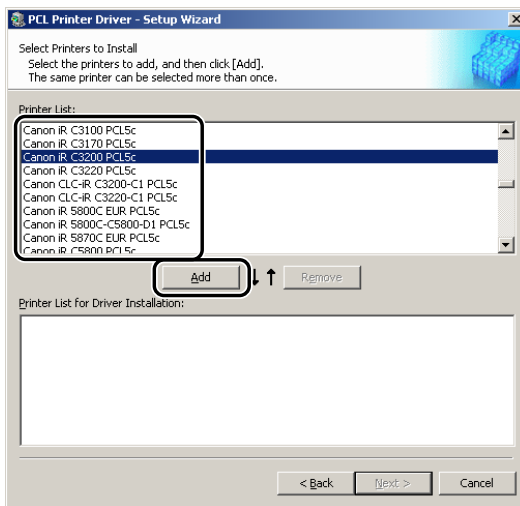 PCL Printer Driver - Setup Wizard
Select Printers to Install
Select the printers to add, and then click [Add].
The same printer can be selected more than once.
Printer List:
Canon iR C3100 PCL5c
Canon iR C3170 PCL5c
Canon iR C3200 PCL5c
Canon iR C3220 PCL5c
Canon CLC-iR C3200-C1 PCL5c
Canon CLC-iR C3220-C1 PCL5c
Canon iR 5800C EUR PCL5c
Canon iR 5800C-C5800-D1 PCL5c
Canon iR 5870C EUR PCL5c
Canon iR C5800 PCL5c
Add Remove
Printer List for Driver Installation:
< Back Next > Cancel